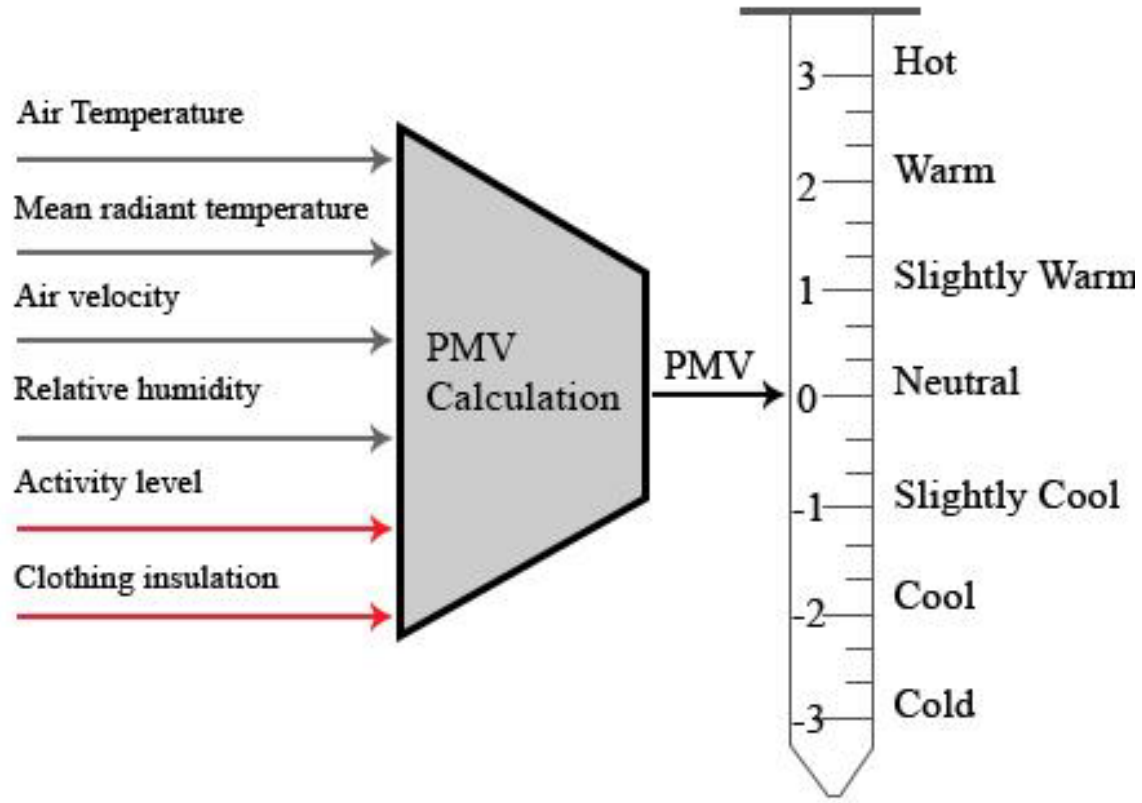 Air Temperature
Mean radiant temperature
Air velocity
Relative humidity
Activity level
Clothing insulation
PMV
Calculation
PMV
3 Hot
2 Warm
1 Slightly Warm
0 Neutral
-1 Slightly Cool
-2 Cool
-3 Cold